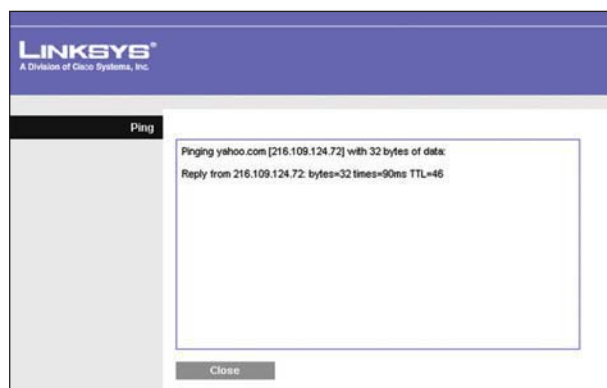 LINKSYS®
A Division of Cisco Systems, Inc.
Ping
Pinging yahoo.com [216.109.124.72] with 32 bytes of data:
Reply from 216.109.124.72: bytes=32 times=90ms TTL=46
Close